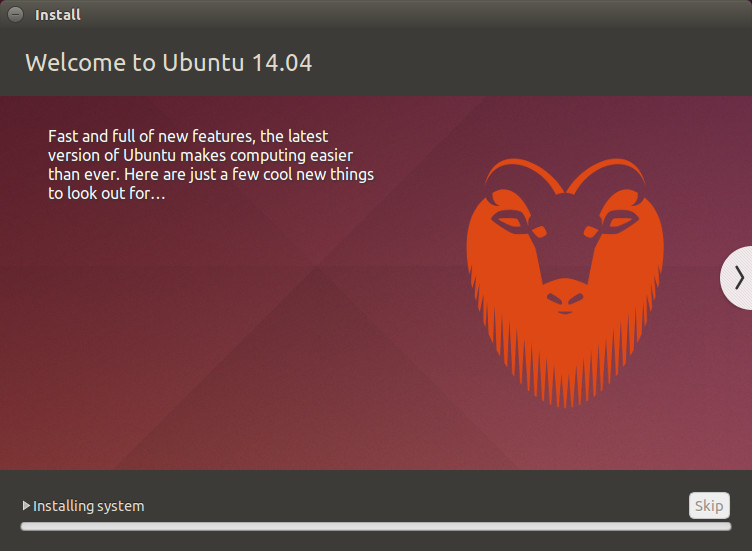 Install
Welcome to Ubuntu 14.04
Fast and full of new features, the latest
version of Ubuntu makes computing easier
than ever. Here are just a few cool new things
to look out for…
Installing system
Skip